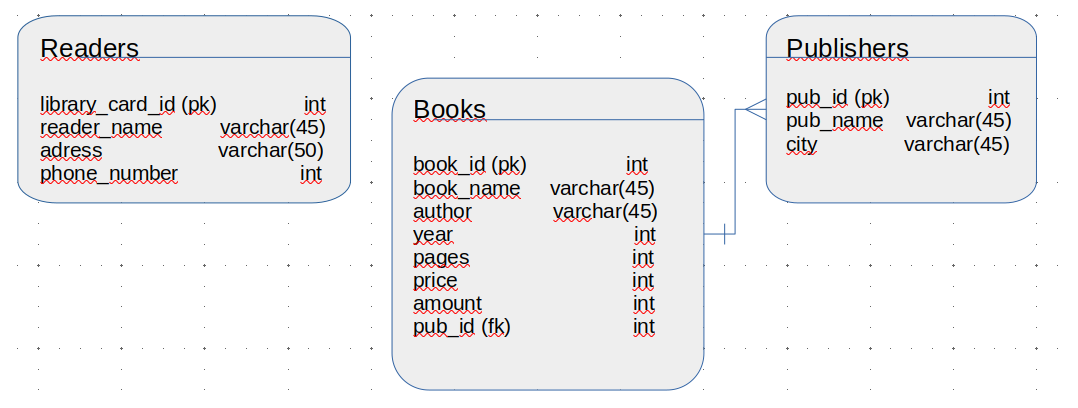 Readers
library_card_id (pk) int
reader_name varchar(45)
adress varchar(50)
phone_number int
Books
book_id (pk) int
book_name varchar(45)
author varchar(45)
year int
pages int
price int
amount int
pub_id (fk) int
Publishers
pub_id (pk) int
pub_name varchar(45)
city varchar(45)